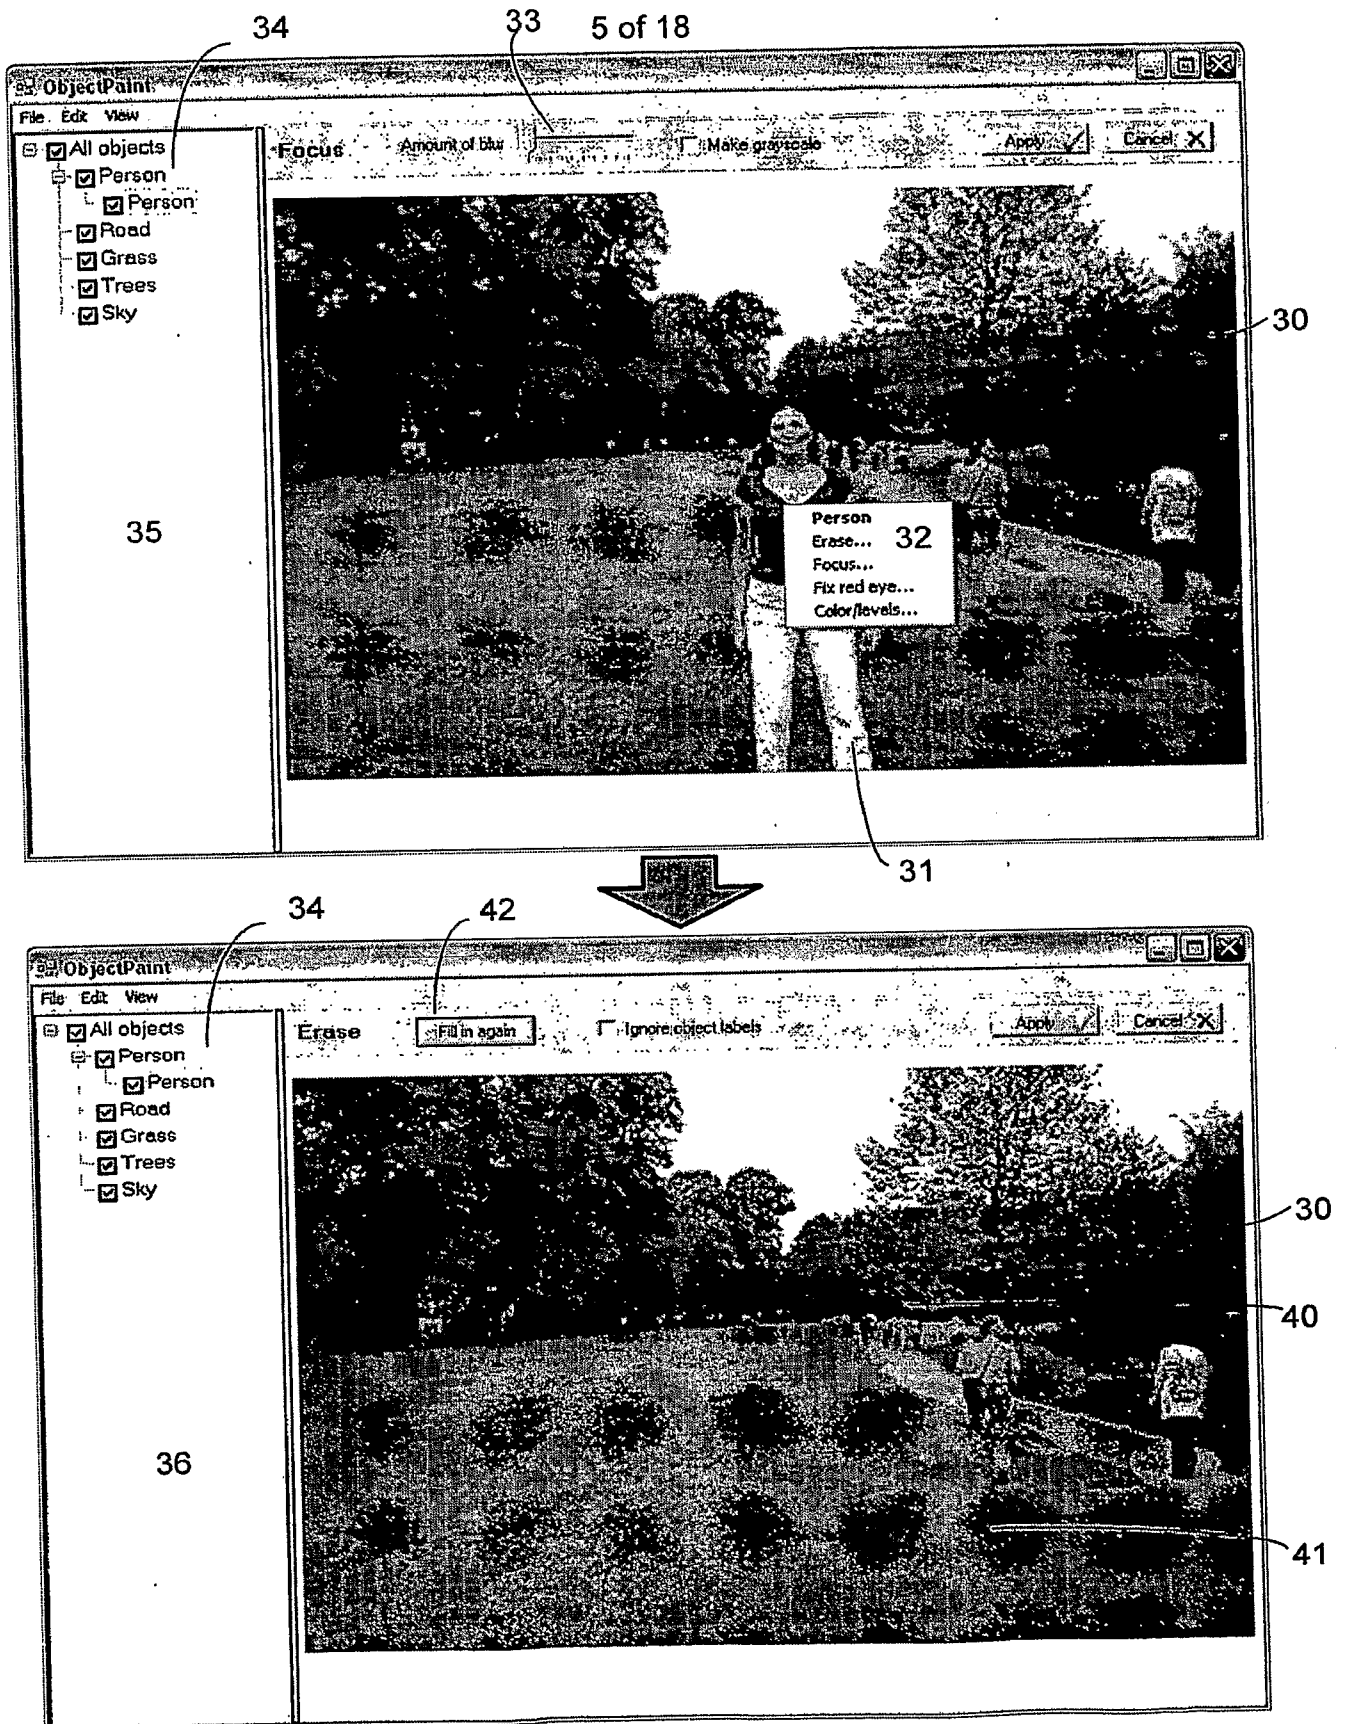 34
33
5 of 18
ObjectPaint
File Edit View
All objects
Person
Person
Road
Grass
Trees
Sky
Focus
Amount of blur
Make grayscale
Apply
Cancel
30
35
Person
Erase...
32
Focus...
Fix red eye...
Color/levels...
31
34
42
ObjectPaint
File Edit View
All objects
Person
Person
Road
Grass
Trees
Sky
Erase
Fill in again
Ignore object labels
Apply
Cancel
30
40
36
41